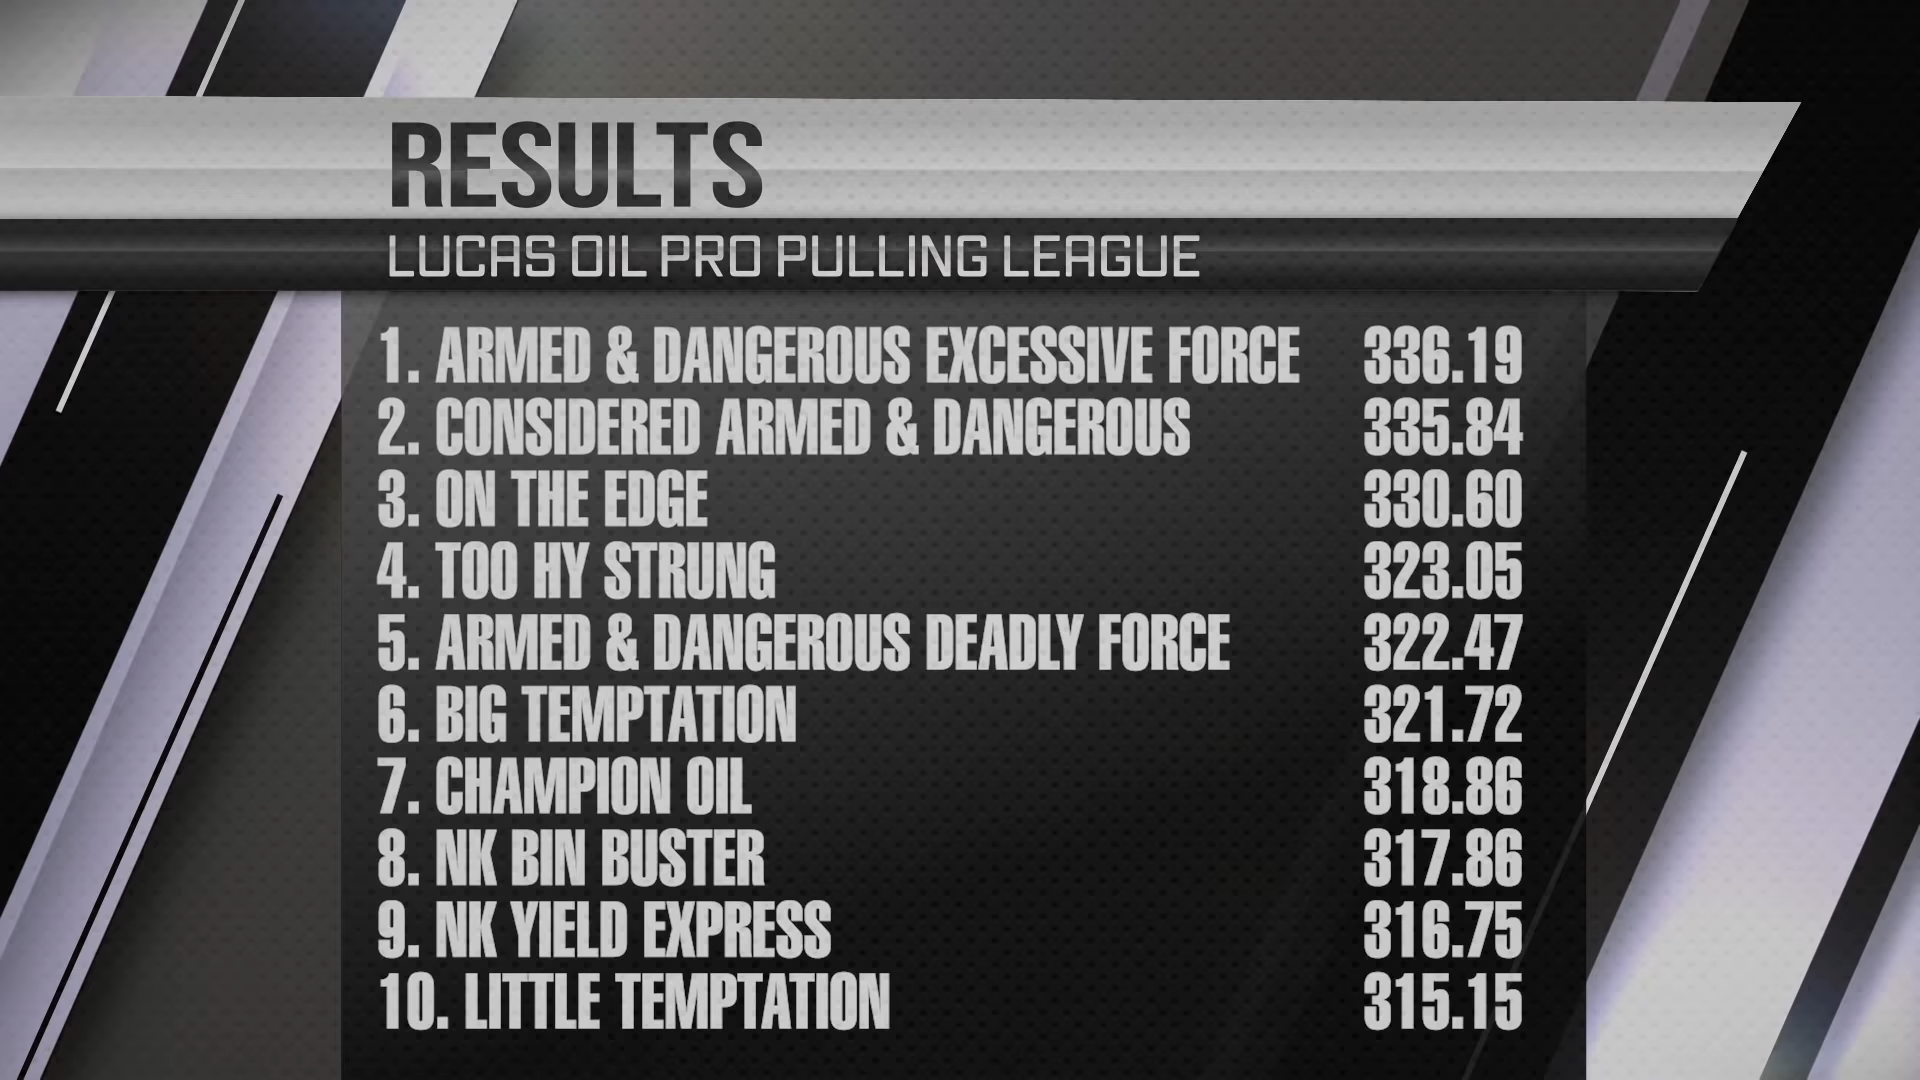 RESULTS
LUCAS OIL PRO PULLING LEAGUE
1. ARMED & DANGEROUS EXCESSIVE FORCE 336.19
2. CONSIDERED ARMED & DANGEROUS 335.84
3. ON THE EDGE 330.60
4. TOO HY STRUNG 323.05
5. ARMED & DANGEROUS DEADLY FORCE 322.47
6. BIG TEMPTATION 321.72
7. CHAMPION OIL 318.86
8. NK BIN BUSTER 317.86
9. NK YIELD EXPRESS 316.75
10. LITTLE TEMPTATION 315.15